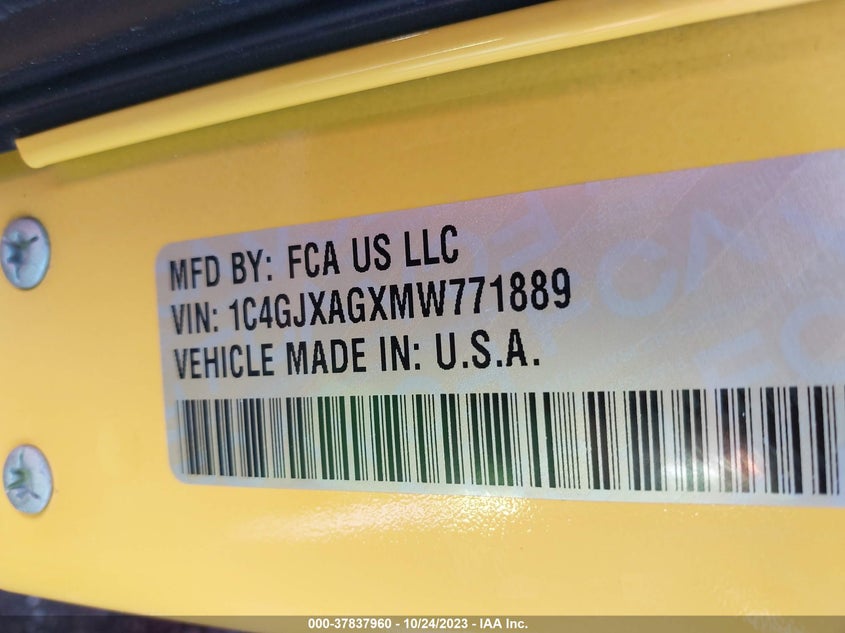 MFD BY: FCA US LLC
VIN: 1C4GJXAGXMW771889
VEHICLE MADE IN: U.S.A.
000-37837960 - 10/24/2023 - IAA Inc.